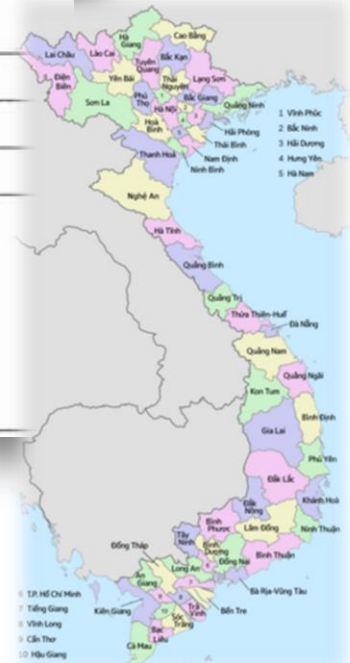 Hà Giang
Cao Bằng
Lai Châu
Lào Cai
Tuyên Quang
Bắc Kạn
Điện Biên
Yên Bái
Thái Nguyên
Lạng Sơn
Sơn La
Phú Thọ
Bắc Giang
Quảng Ninh
Hà Nội
Hoà Bình
Hải Phòng
Thái Bình
Nam Định
Ninh Bình
1 Vĩnh Phúc
2 Bắc Ninh
3 Hải Dương
4 Hưng Yên
5 Hà Nam
Thanh Hoá
Nghệ An
Hà Tĩnh
Quảng Bình
Quảng Trị
Thừa Thiên-Huế
Đà Nẵng
Quảng Nam
Quảng Ngãi
Kon Tum
Bình Định
Gia Lai
Phú Yên
Đắk Lắc
Khánh Hoà
Đắk Nông
Bình Phước
Lâm Đồng
Ninh Thuận
Tây Ninh
Bình Dương
Đồng Tháp
Đồng Nai
Bình Thuận
Long An
An Giang
Bà Rịa-Vũng Tàu
Kiên Giang
Bến Tre
Trà Vinh
Sóc Trăng
Bạc Liêu
Cà Mau
6 T.P. Hồ Chí Minh
7 Tiềng Giang
8 Vĩnh Long
9 Cần Thơ
10 Hậu Giang